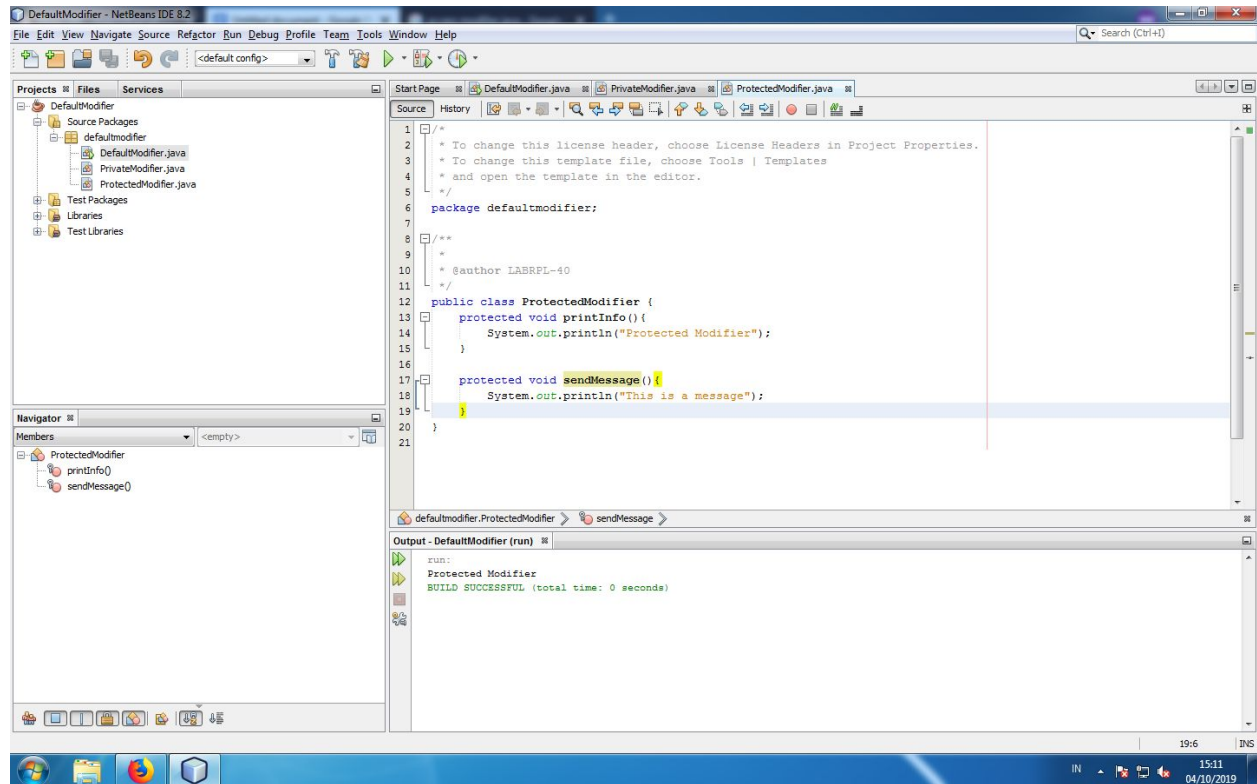 DefaultModifier - NetBeans IDE 8.2
File Edit View Navigate Source Refactor Run Debug Profile Team Tools Window Help
Search (Ctrl+I)
<default config>
Projects Files Services
DefaultModifier
Source Packages
defaultmodifier
DefaultModifier.java
PrivateModifier.java
ProtectedModifier.java
Test Packages
Libraries
Test Libraries
Start Page DefaultModifier.java PrivateModifier.java ProtectedModifier.java
Source History
1 /*
2 * To change this license header, choose License Headers in Project Properties.
3 * To change this template file, choose Tools | Templates
4 * and open the template in the editor.
5 */
6 package defaultmodifier;
7
8 /**
9 *
10 * @author LABRPL-40
11 */
12 public class ProtectedModifier {
13 protected void printInfo(){
14 System.out.println("Protected Modifier");
15 }
16
17 protected void sendMessage(){
18 System.out.println("This is a message");
19 }
20 }
21
defaultmodifier.ProtectedModifier sendMessage
Navigator
Members <empty>
ProtectedModifier
printInfo()
sendMessage()
Output - DefaultModifier (run)
run:
Protected Modifier
BUILD SUCCESSFUL (total time: 0 seconds)
19:6 INS
IN 15:11
04/10/2019